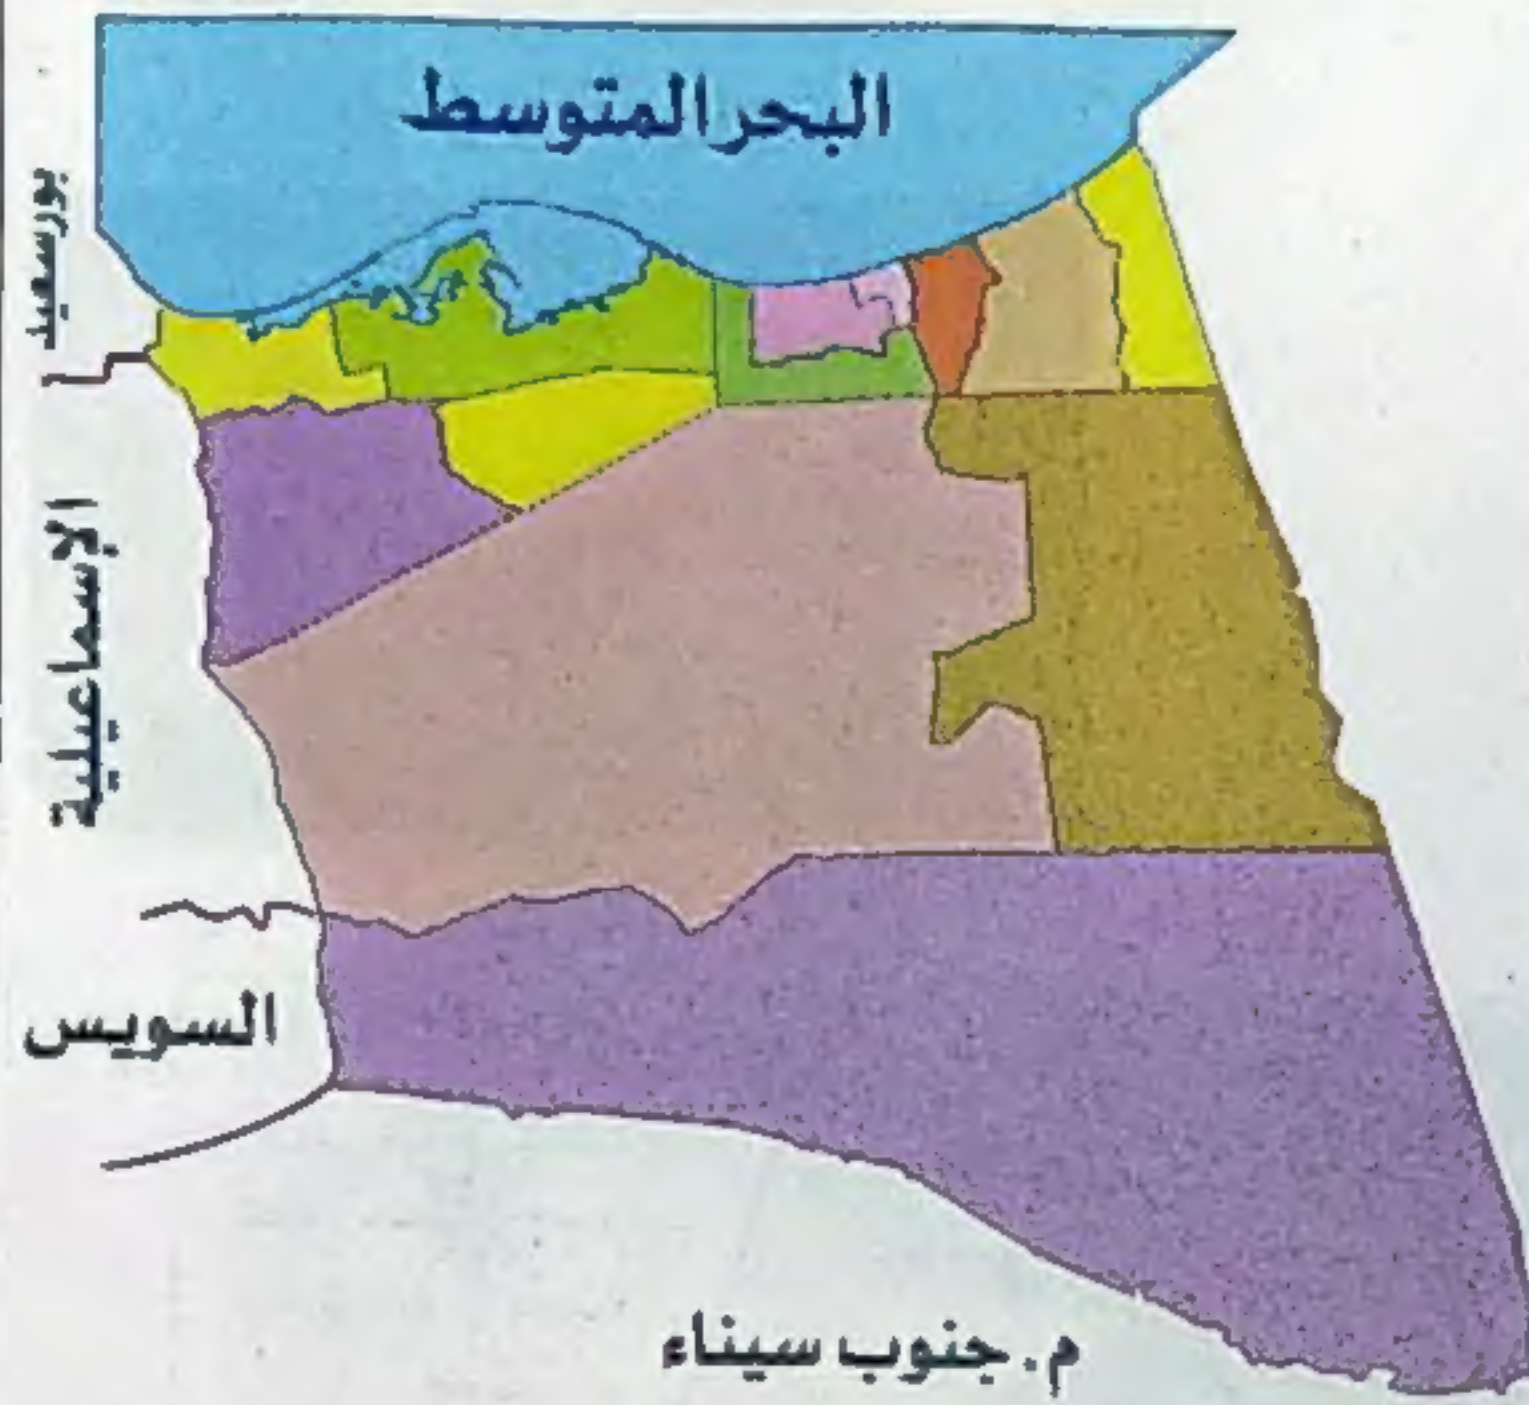 البحر المتوسط
بورسعيد
الإسماعيلية
السويس
م. جنوب سيناء